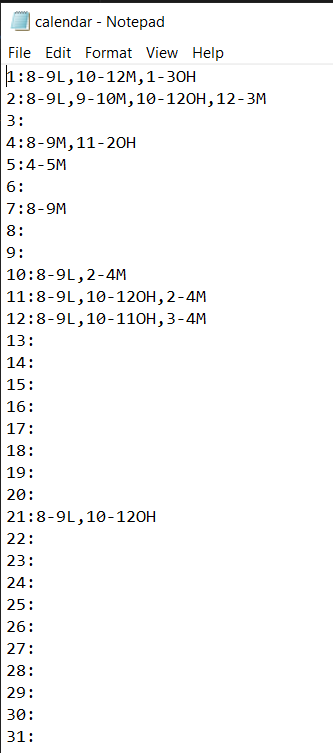 calendar - Notepad
File Edit Format View Help
1:8-9L,10-12M,1-3OH
2:8-9L,9-10M,10-12OH,12-3M
3:
4:8-9M,11-2OH
5:4-5M
6:
7:8-9M
8:
9:
10:8-9L,2-4M
11:8-9L,10-12OH,2-4M
12:8-9L,10-11OH,3-4M
13:
14:
15:
16:
17:
18:
19:
20:
21:8-9L,10-12OH
22:
23:
24:
25:
26:
27:
28:
29:
30:
31: